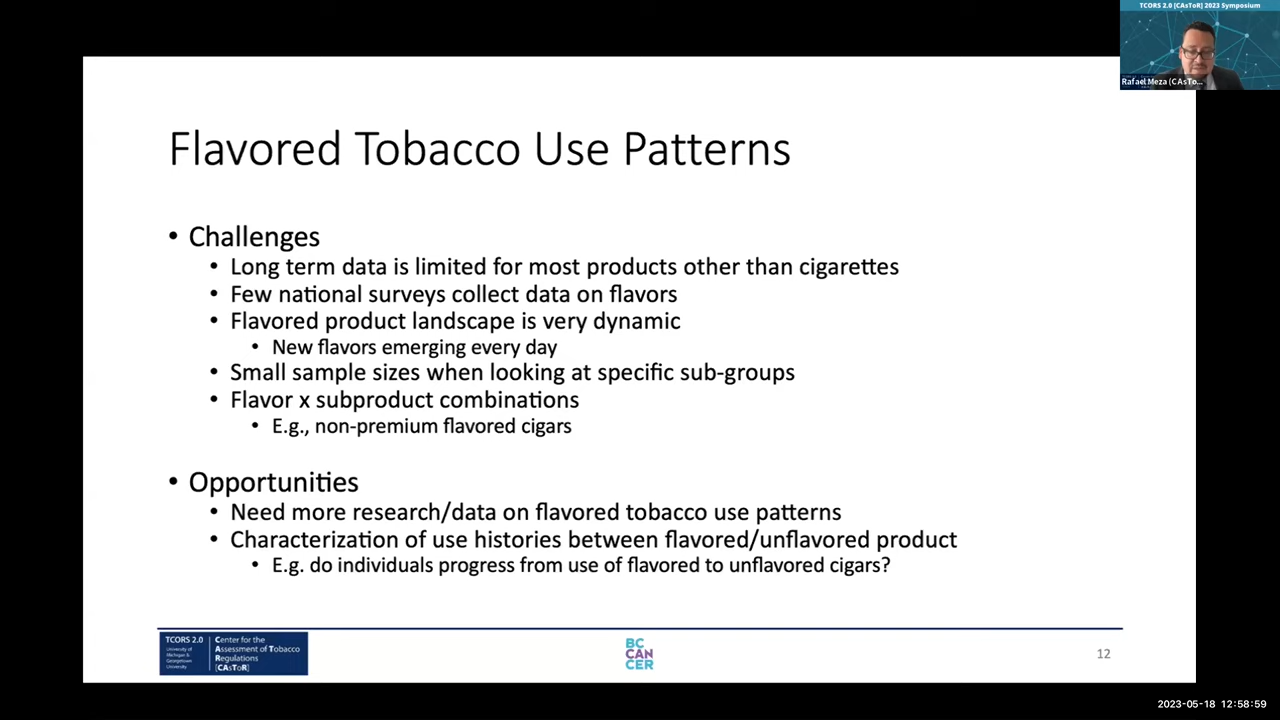 TCORS 2.0 [CAsToR] 2023 Symposium
Rafael Meza (CAsTo...
Flavored Tobacco Use Patterns
• Challenges
• Long term data is limited for most products other than cigarettes
• Few national surveys collect data on flavors
• Flavored product landscape is very dynamic
• New flavors emerging every day
• Small sample sizes when looking at specific sub-groups
• Flavor x subproduct combinations
• E.g., non-premium flavored cigars
• Opportunities
• Need more research/data on flavored tobacco use patterns
• Characterization of use histories between flavored/unflavored product
• E.g. do individuals progress from use of flavored to unflavored cigars?
TCORS 2.0
University of
Michigan &
Georgetown
University
Center for the
Assessment of Tobacco
Regulations
[CAsToR]
BC
CAN
CER
12
2023-05-18 12:58:59